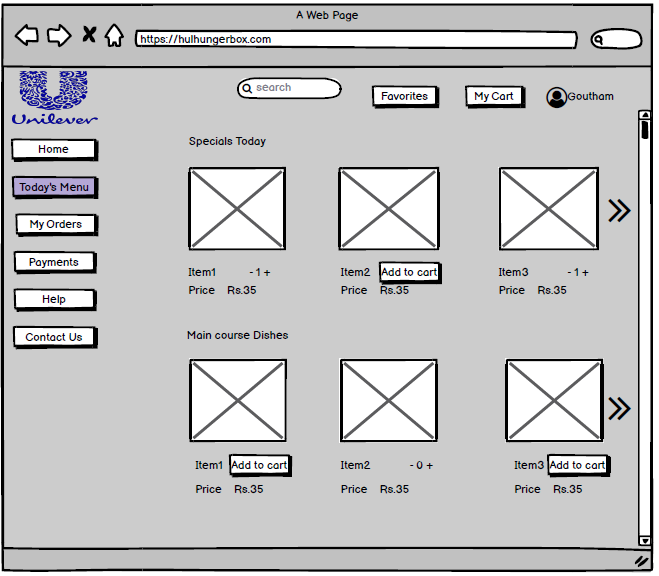 A Web Page
https://hulhungerbox.com
search
Favorites
My Cart
Goutham
Unilever
Home
Today's Menu
My Orders
Payments
Help
Contact Us
Specials Today
Item1 - 1 + Item2 Add to cart Item3 - 1 +
Price Rs.35 Price Rs.35 Price Rs.35
Main course Dishes
Item1 Add to cart Item2 - 0 + Item3 Add to cart
Price Rs.35 Price Rs.35 Price Rs.35